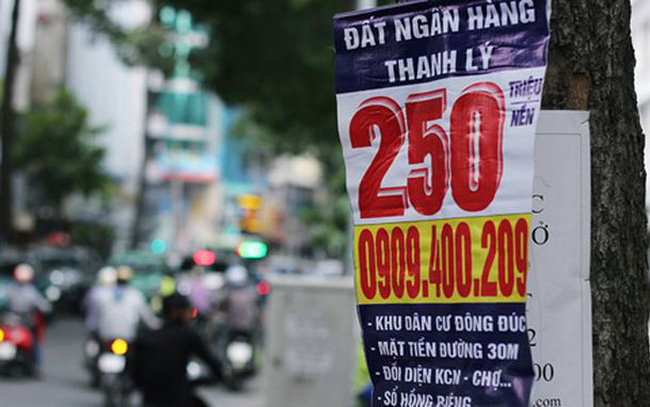 ĐẤT NGÂN HÀNG
THANH LÝ
250 TRIỆU/NỀN
0909.400.209
- KHU DÂN CƯ ĐÔNG ĐÚC
- MẶT TIỀN ĐƯỜNG 30M
- ĐỐI DIỆN KCN - CHỢ...
- SỔ HỒNG RIÊNG